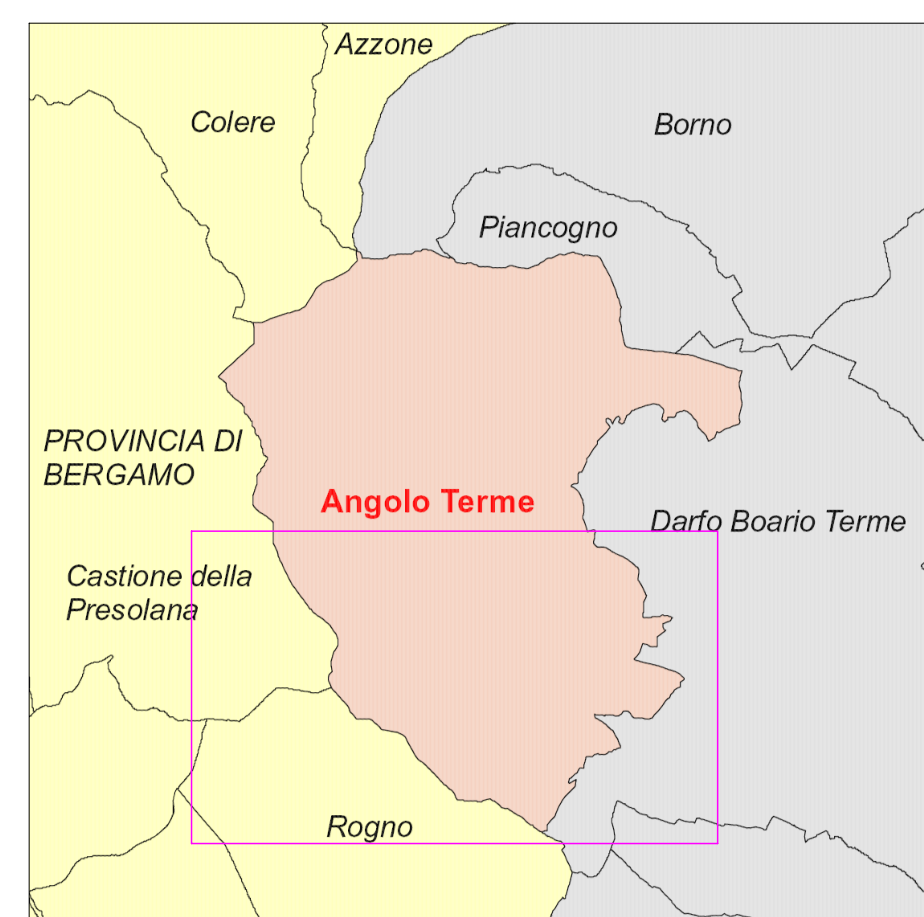 Azzone
Colere
Borno
Piancogno
PROVINCIA DI
BERGAMO
Angolo Terme
Darfo Boario Terme
Castione della
Presolana
Rogno